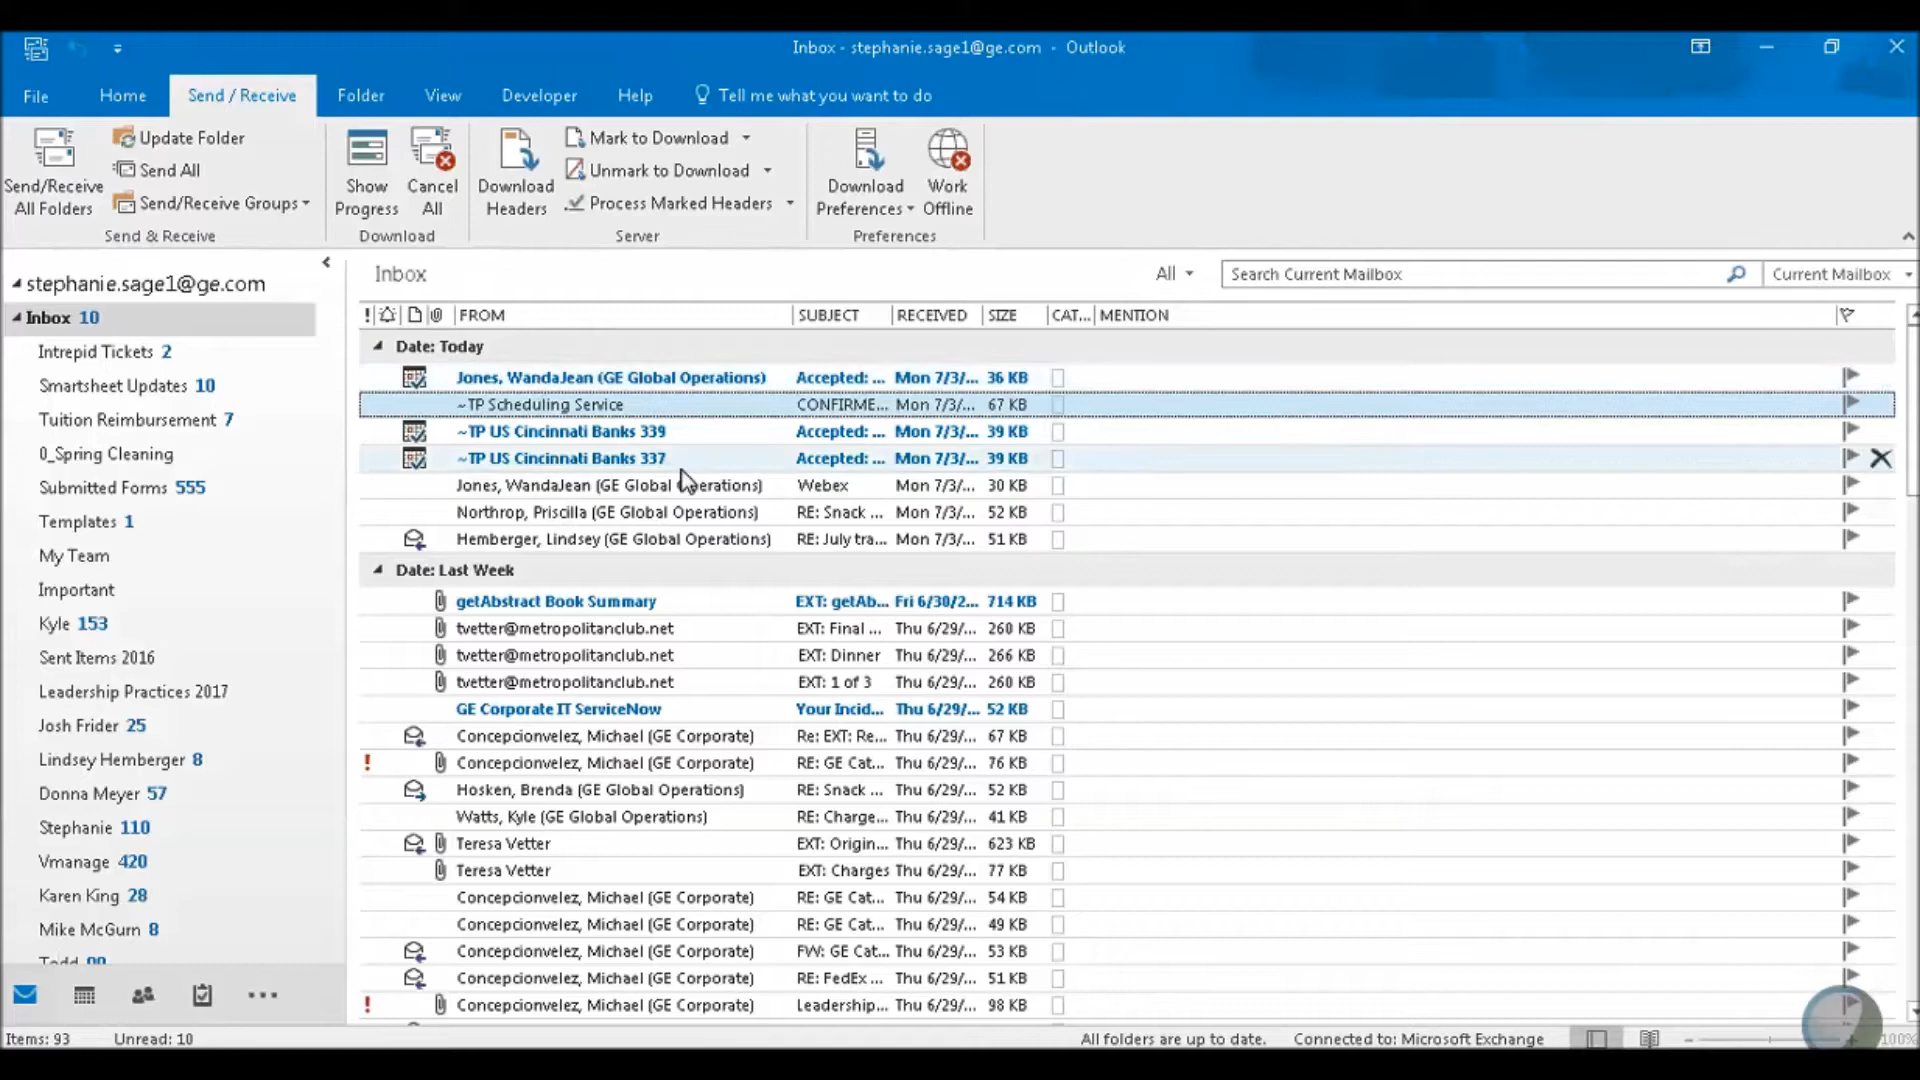 Inbox - stephanie.sage1@ge.com - Outlook
File Home Send / Receive Folder View Developer Help Tell me what you want to do
Send/Receive All Folders
Update Folder
Send All
Send/Receive Groups
Send & Receive
Show Progress
Cancel All
Download
Download Headers
Mark to Download
Unmark to Download
Process Marked Headers
Server
Download Preferences
Work Offline
Preferences
stephanie.sage1@ge.com
Inbox 10
Intrepid Tickets 2
Smartsheet Updates 10
Tuition Reimbursement 7
0_Spring Cleaning
Submitted Forms 555
Templates 1
My Team
Important
Kyle 153
Sent Items 2016
Leadership Practices 2017
Josh Frider 25
Lindsey Hemberger 8
Donna Meyer 57
Stephanie 110
Vmanage 420
Karen King 28
Mike McGurn 8
Inbox All Search Current Mailbox Current Mailbox
! FROM SUBJECT RECEIVED SIZE CAT... MENTION
Date: Today
Jones, WandaJean (GE Global Operations) Accepted: ... Mon 7/3/... 36 KB
~TP Scheduling Service CONFIRME... Mon 7/3/... 67 KB
~TP US Cincinnati Banks 339 Accepted: ... Mon 7/3/... 39 KB
~TP US Cincinnati Banks 337 Accepted: ... Mon 7/3/... 39 KB
Jones, WandaJean (GE Global Operations) Webex Mon 7/3/... 30 KB
Northrop, Priscilla (GE Global Operations) RE: Snack ... Mon 7/3/... 52 KB
Hemberger, Lindsey (GE Global Operations) RE: July tra... Mon 7/3/... 51 KB
Date: Last Week
getAbstract Book Summary EXT: getAb... Fri 6/30/2... 714 KB
tvetter@metropolitanclub.net EXT: Final ... Thu 6/29/... 260 KB
tvetter@metropolitanclub.net EXT: Dinner Thu 6/29/... 266 KB
tvetter@metropolitanclub.net EXT: 1 of 3 Thu 6/29/... 260 KB
GE Corporate IT ServiceNow Your Incid... Thu 6/29/... 52 KB
Concepcionvelez, Michael (GE Corporate) Re: EXT: Re... Thu 6/29/... 67 KB
! Concepcionvelez, Michael (GE Corporate) RE: GE Cat... Thu 6/29/... 76 KB
Hosken, Brenda (GE Global Operations) RE: Snack ... Thu 6/29/... 52 KB
Watts, Kyle (GE Global Operations) RE: Charge... Thu 6/29/... 41 KB
Teresa Vetter EXT: Origin... Thu 6/29/... 623 KB
Teresa Vetter EXT: Charges Thu 6/29/... 77 KB
Concepcionvelez, Michael (GE Corporate) RE: GE Cat... Thu 6/29/... 54 KB
Concepcionvelez, Michael (GE Corporate) RE: GE Cat... Thu 6/29/... 49 KB
Concepcionvelez, Michael (GE Corporate) FW: GE Cat... Thu 6/29/... 53 KB
Concepcionvelez, Michael (GE Corporate) RE: FedEx ... Thu 6/29/... 51 KB
! Concepcionvelez, Michael (GE Corporate) Leadership... Thu 6/29/... 98 KB
Items: 93 Unread: 10 All folders are up to date. Connected to: Microsoft Exchange 100%